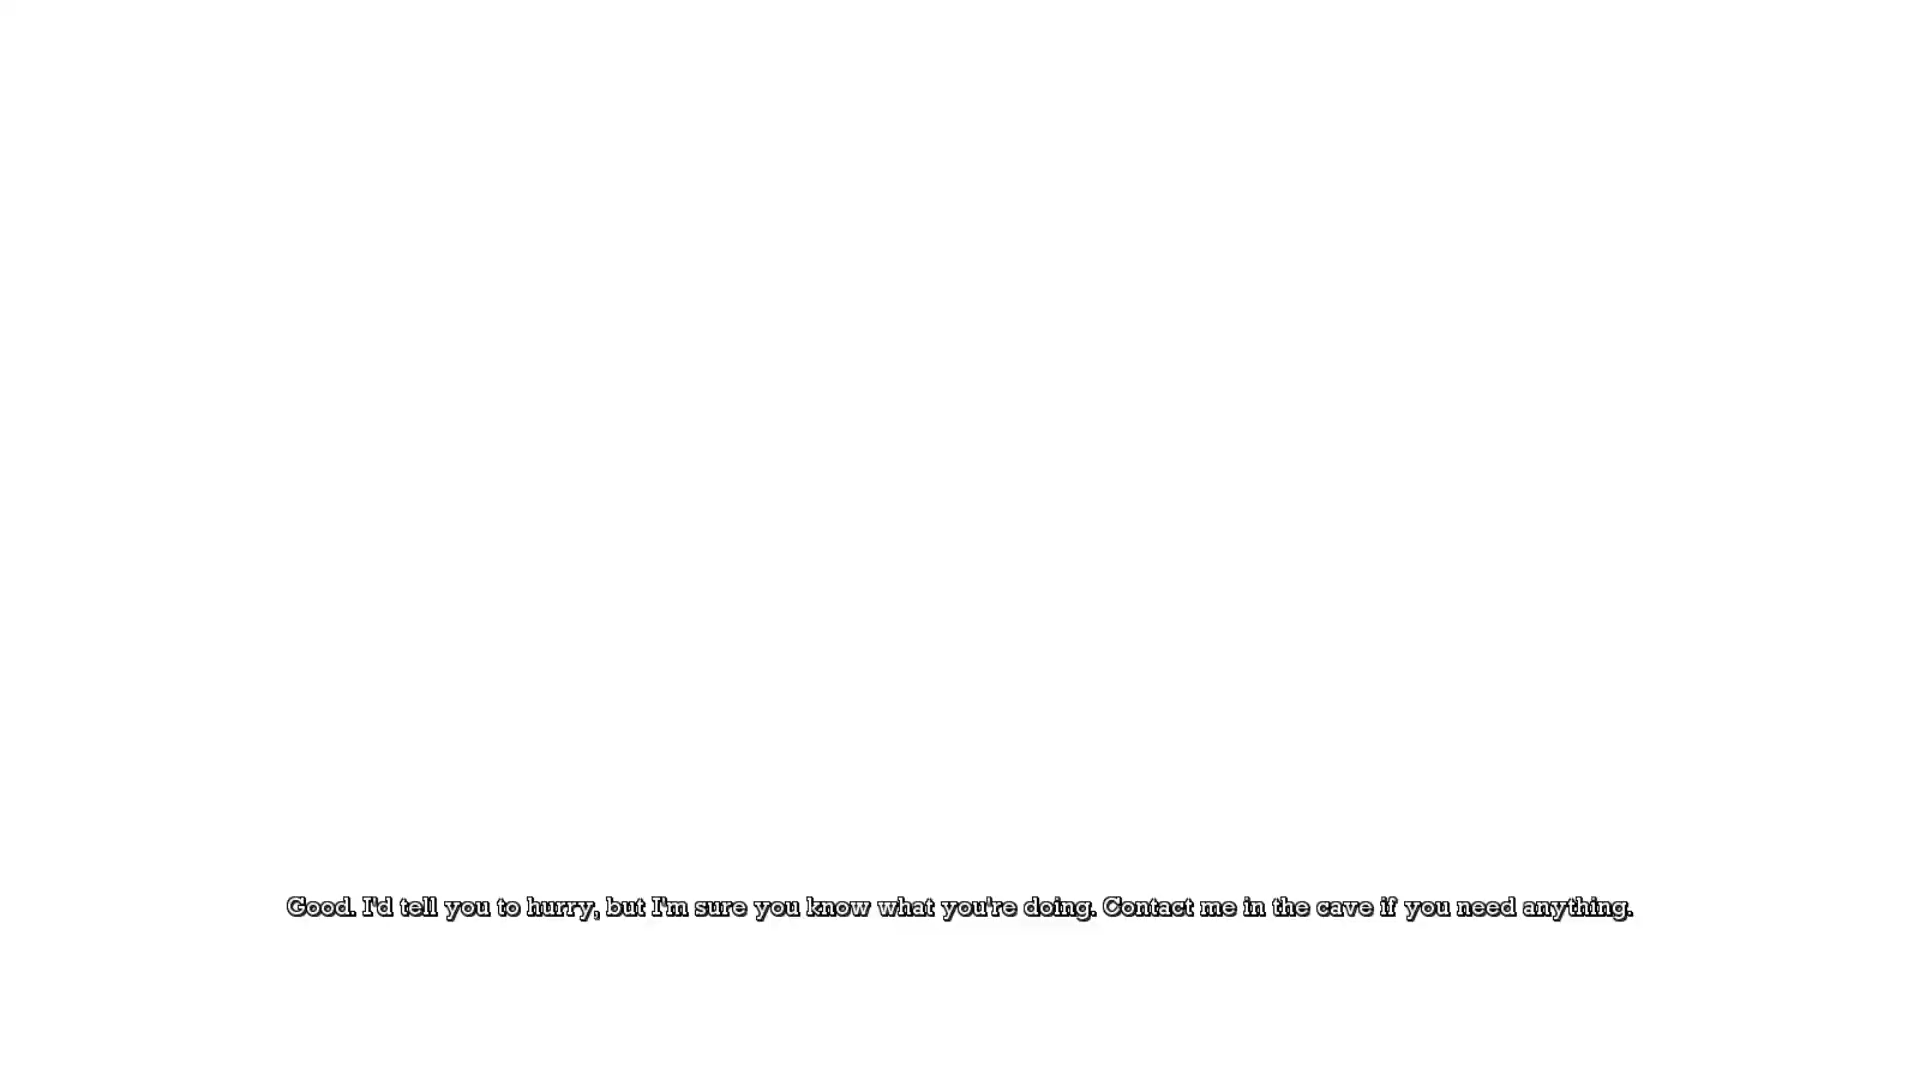 Good. I'd tell you to hurry, but I'm sure you know what you're doing. Contact me in the cave if you need anything.